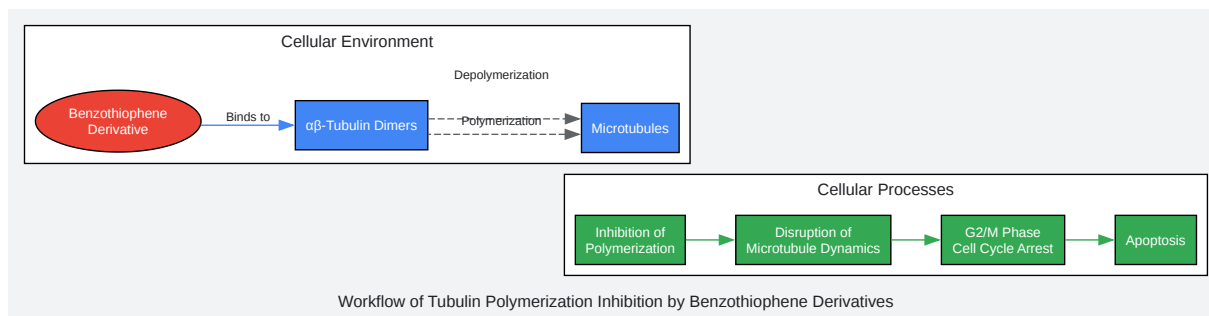 Cellular Environment
Depolymerization
Benzothiophene
Derivative
Binds to
αβ-Tubulin Dimers
Polymerization
Microtubules
Cellular Processes
Inhibition of
Polymerization
Disruption of
Microtubule Dynamics
G2/M Phase
Cell Cycle Arrest
Apoptosis
Workflow of Tubulin Polymerization Inhibition by Benzothiophene Derivatives